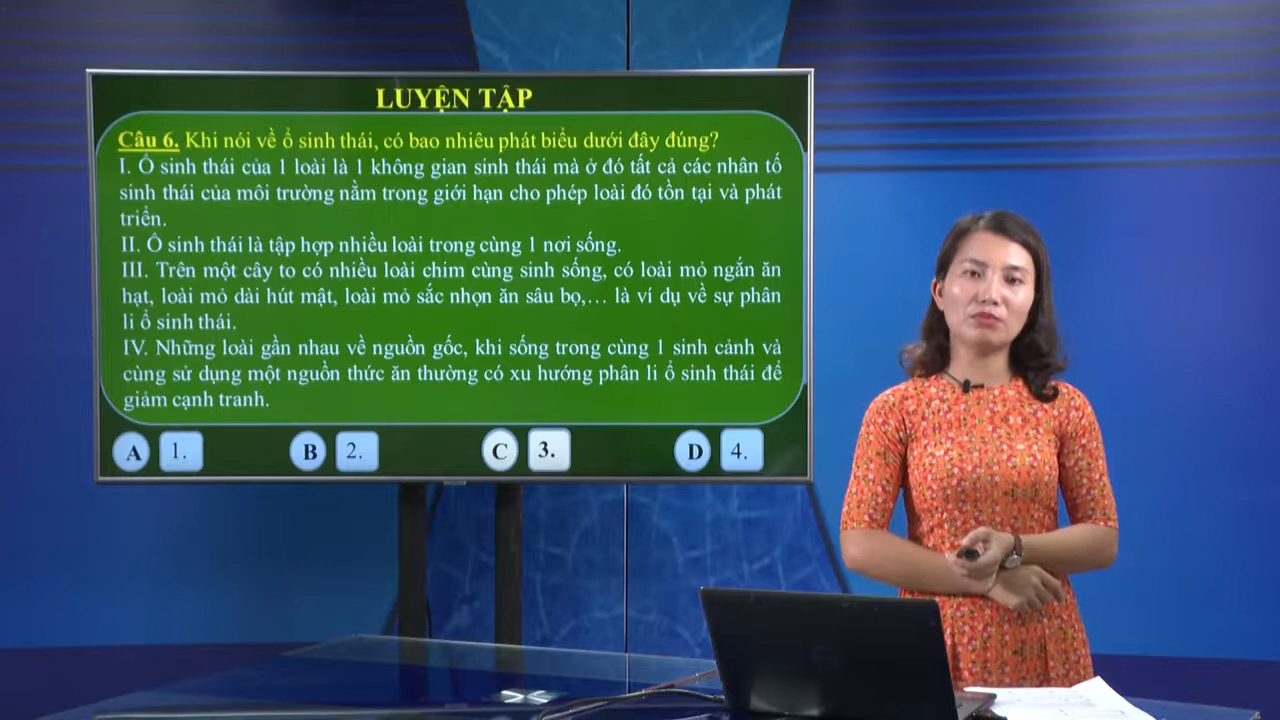 LUYỆN TẬP
Câu 6. Khi nói về ổ sinh thái, có bao nhiêu phát biểu dưới đây đúng?
I. Ổ sinh thái của 1 loài là 1 không gian sinh thái mà ở đó tất cả các nhân tố
sinh thái của môi trường nằm trong giới hạn cho phép loài đó tồn tại và phát
triển.
II. Ổ sinh thái là tập hợp nhiều loài trong cùng 1 nơi sống.
III. Trên một cây to có nhiều loài chim cùng sinh sống, có loài mỏ ngắn ăn
hạt, loài mỏ dài hút mật, loài mỏ sắc nhọn ăn sâu bọ,… là ví dụ về sự phân
li ổ sinh thái.
IV. Những loài gần nhau về nguồn gốc, khi sống trong cùng 1 sinh cảnh và
cùng sử dụng một nguồn thức ăn thường có xu hướng phân li ổ sinh thái để
giảm cạnh tranh.
A 1. B 2. C 3. D 4.